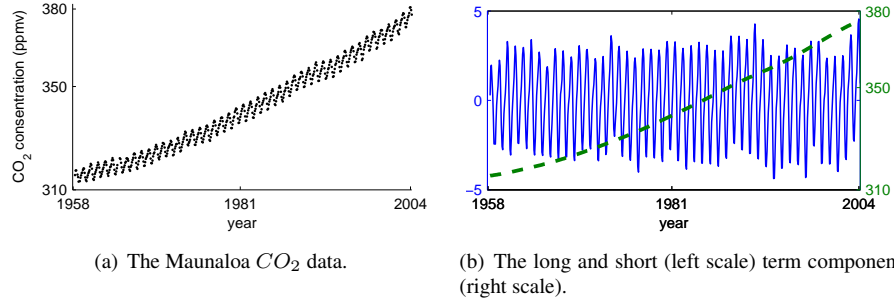 380
350
310
CO2 consentration (ppmv)
1958
1981
2004
year
(a) The Maunaloa CO2 data.
5
0
−5
380
350
310
1958
1981
2004
year
(b) The long and short (left scale) term componen
(right scale).